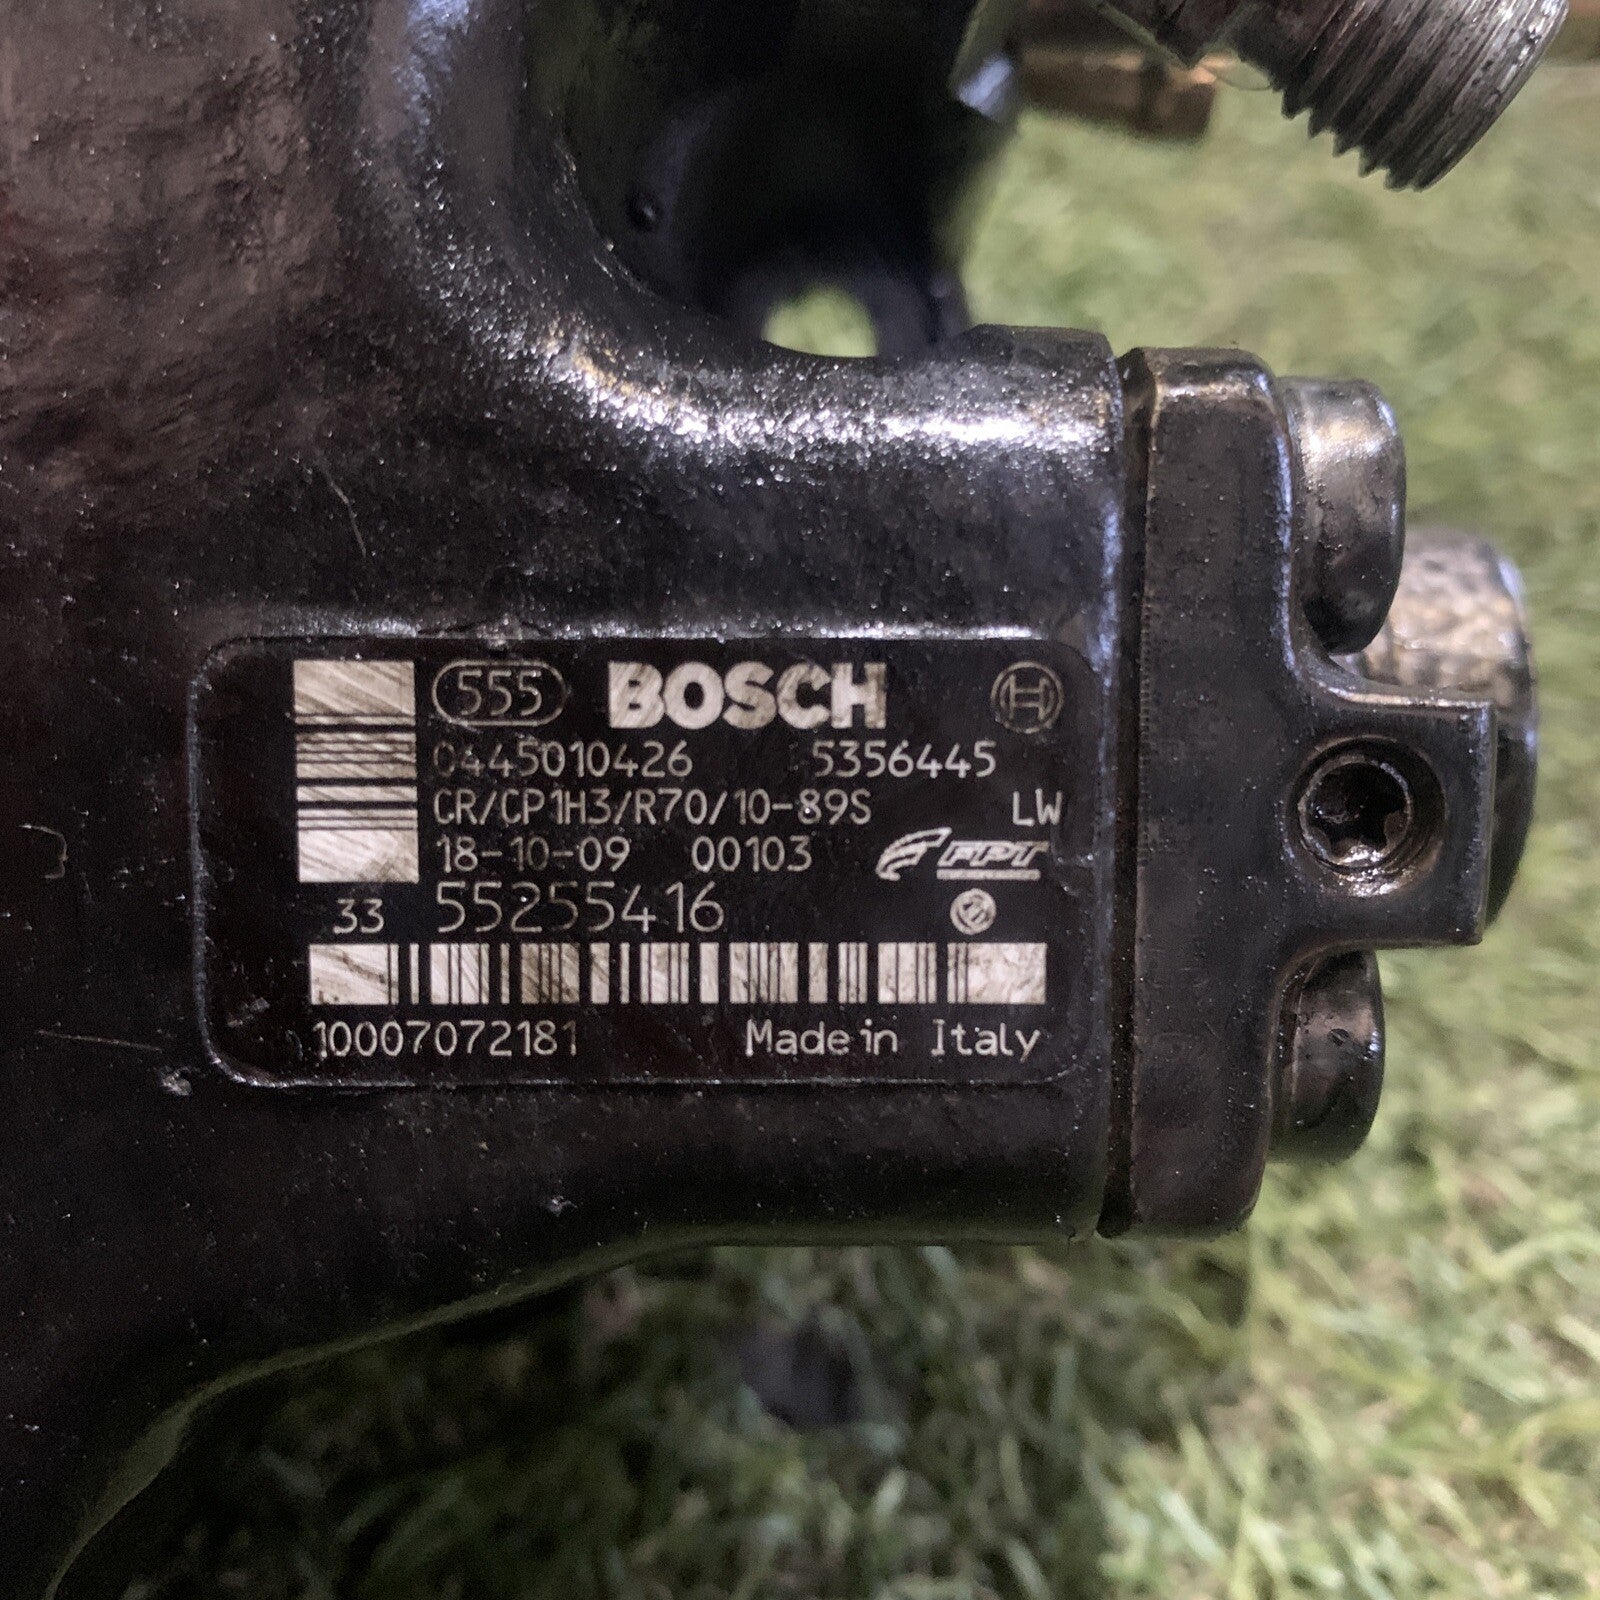 555 BOSCH
0445010426 5356445
CR/CP1H3/R70/10-89S LW
18-10-09 00103 FPT
33 55255416
10007072181 Made in Italy